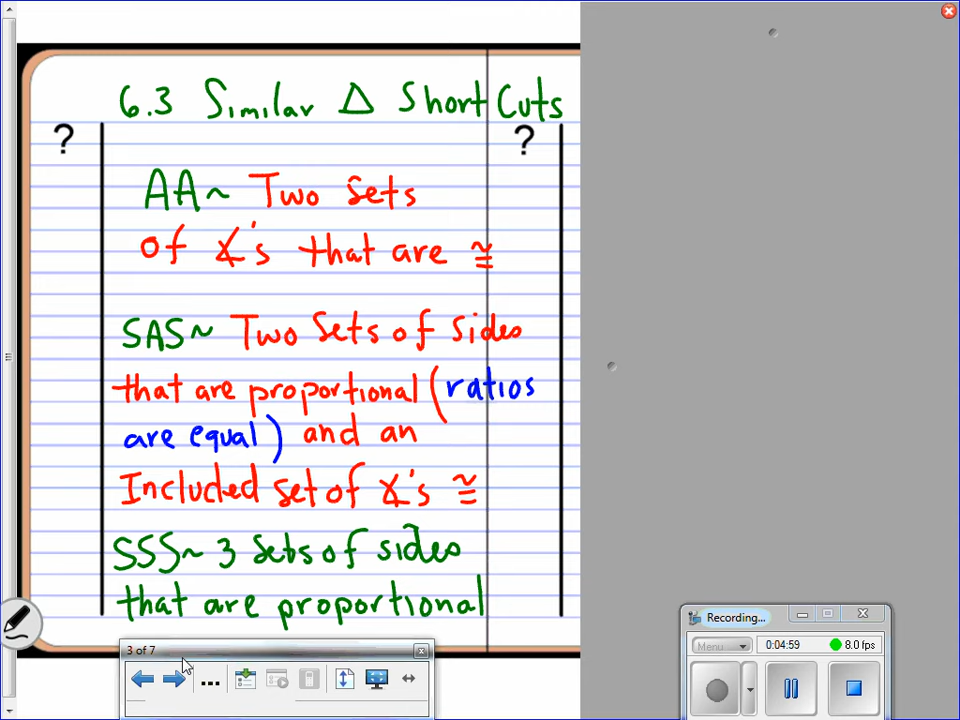 6.3 Similar △ Short Cuts
? ?
AA~ Two Sets
of ∡'s that are ≅
SAS~ Two Sets of sides
that are proportional (ratios
are equal) and an
Included set of ∡'s ≅
SSS~ 3 sets of sides
that are proportional
3 of 7
Recording...
Menu 0:04:59 8.0 fps